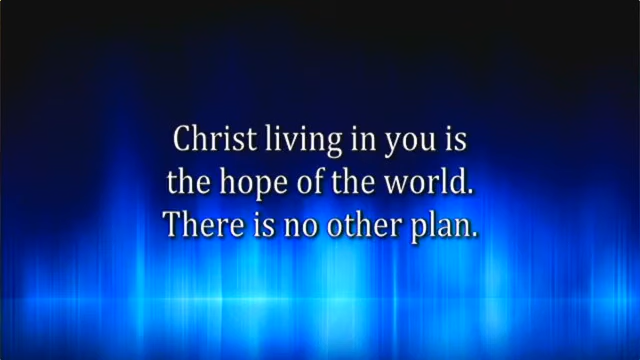 Christ living in you is
the hope of the world.
There is no other plan.